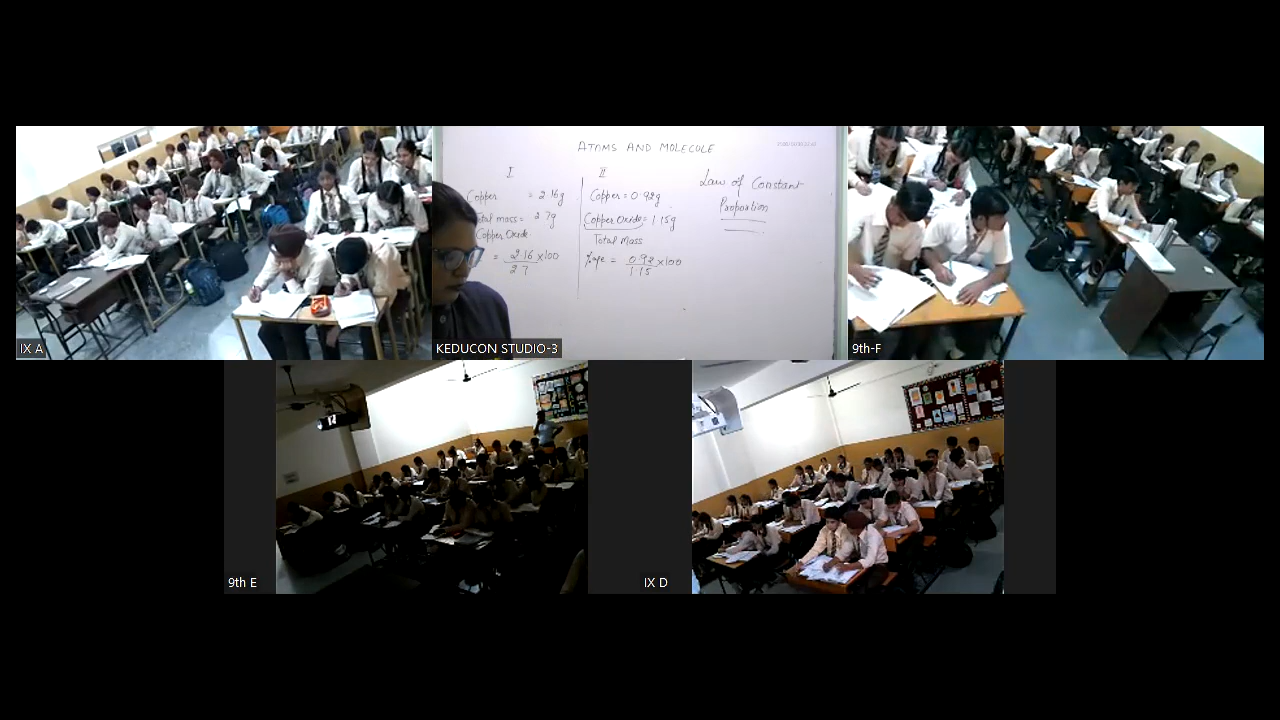 ATOMS AND MOLECULE
I
Copper = 2.16g
Total mass = 2.7g
Copper Oxide
= 2.16 x100
2.7
II
Copper = 0.92g
Copper Oxide = 1.15g
Total Mass
%age = 0.92 x100
1.15
Law of Constant
Proportion
IX A
KEDUCON STUDIO-3
9th-F
9th E
IX D